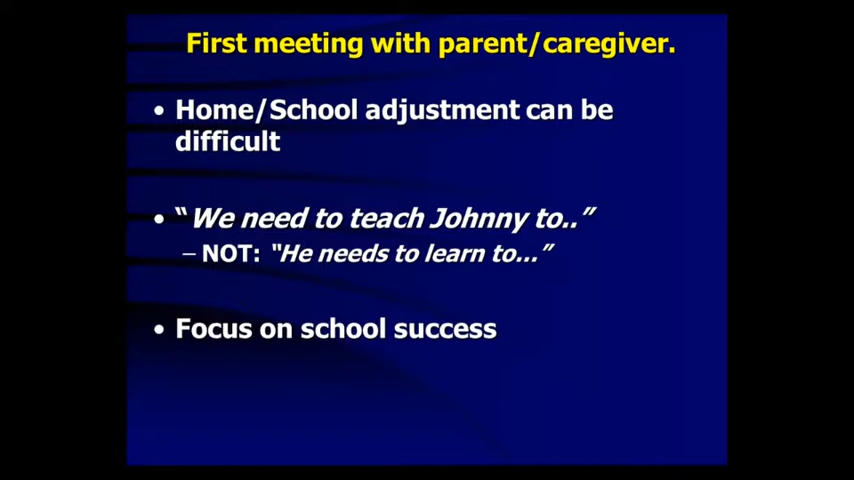 First meeting with parent/caregiver.
• Home/School adjustment can be
difficult
• “We need to teach Johnny to..”
– NOT: “He needs to learn to…”
• Focus on school success